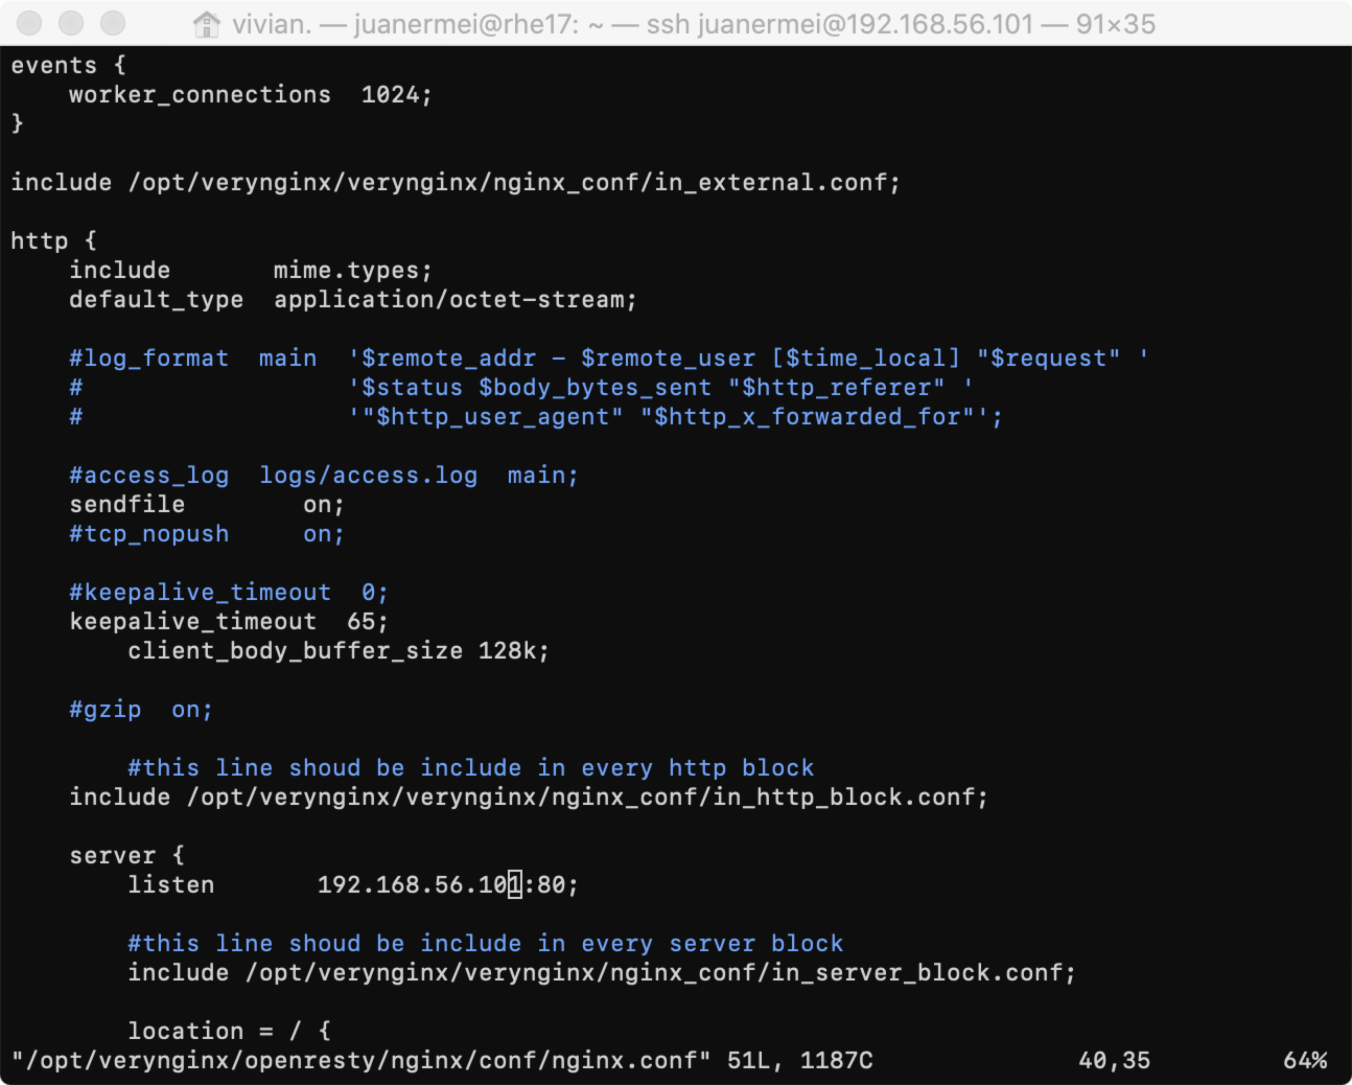 vivian. — juanermei@rhe17: ~ — ssh juanermei@192.168.56.101 — 91×35
events {
    worker_connections  1024;
}

include /opt/verynginx/verynginx/nginx_conf/in_external.conf;

http {
    include       mime.types;
    default_type  application/octet-stream;

    #log_format  main  '$remote_addr - $remote_user [$time_local] "$request" '
    #                  '$status $body_bytes_sent "$http_referer" '
    #                  '"$http_user_agent" "$http_x_forwarded_for"';

    #access_log  logs/access.log  main;
    sendfile        on;
    #tcp_nopush     on;

    #keepalive_timeout  0;
    keepalive_timeout  65;
        client_body_buffer_size 128k;

    #gzip  on;

        #this line shoud be include in every http block
    include /opt/verynginx/verynginx/nginx_conf/in_http_block.conf;

    server {
        listen       192.168.56.101:80;

        #this line shoud be include in every server block
        include /opt/verynginx/verynginx/nginx_conf/in_server_block.conf;

        location = / {
"/opt/verynginx/openresty/nginx/conf/nginx.conf" 51L, 1187C              40,35         64%